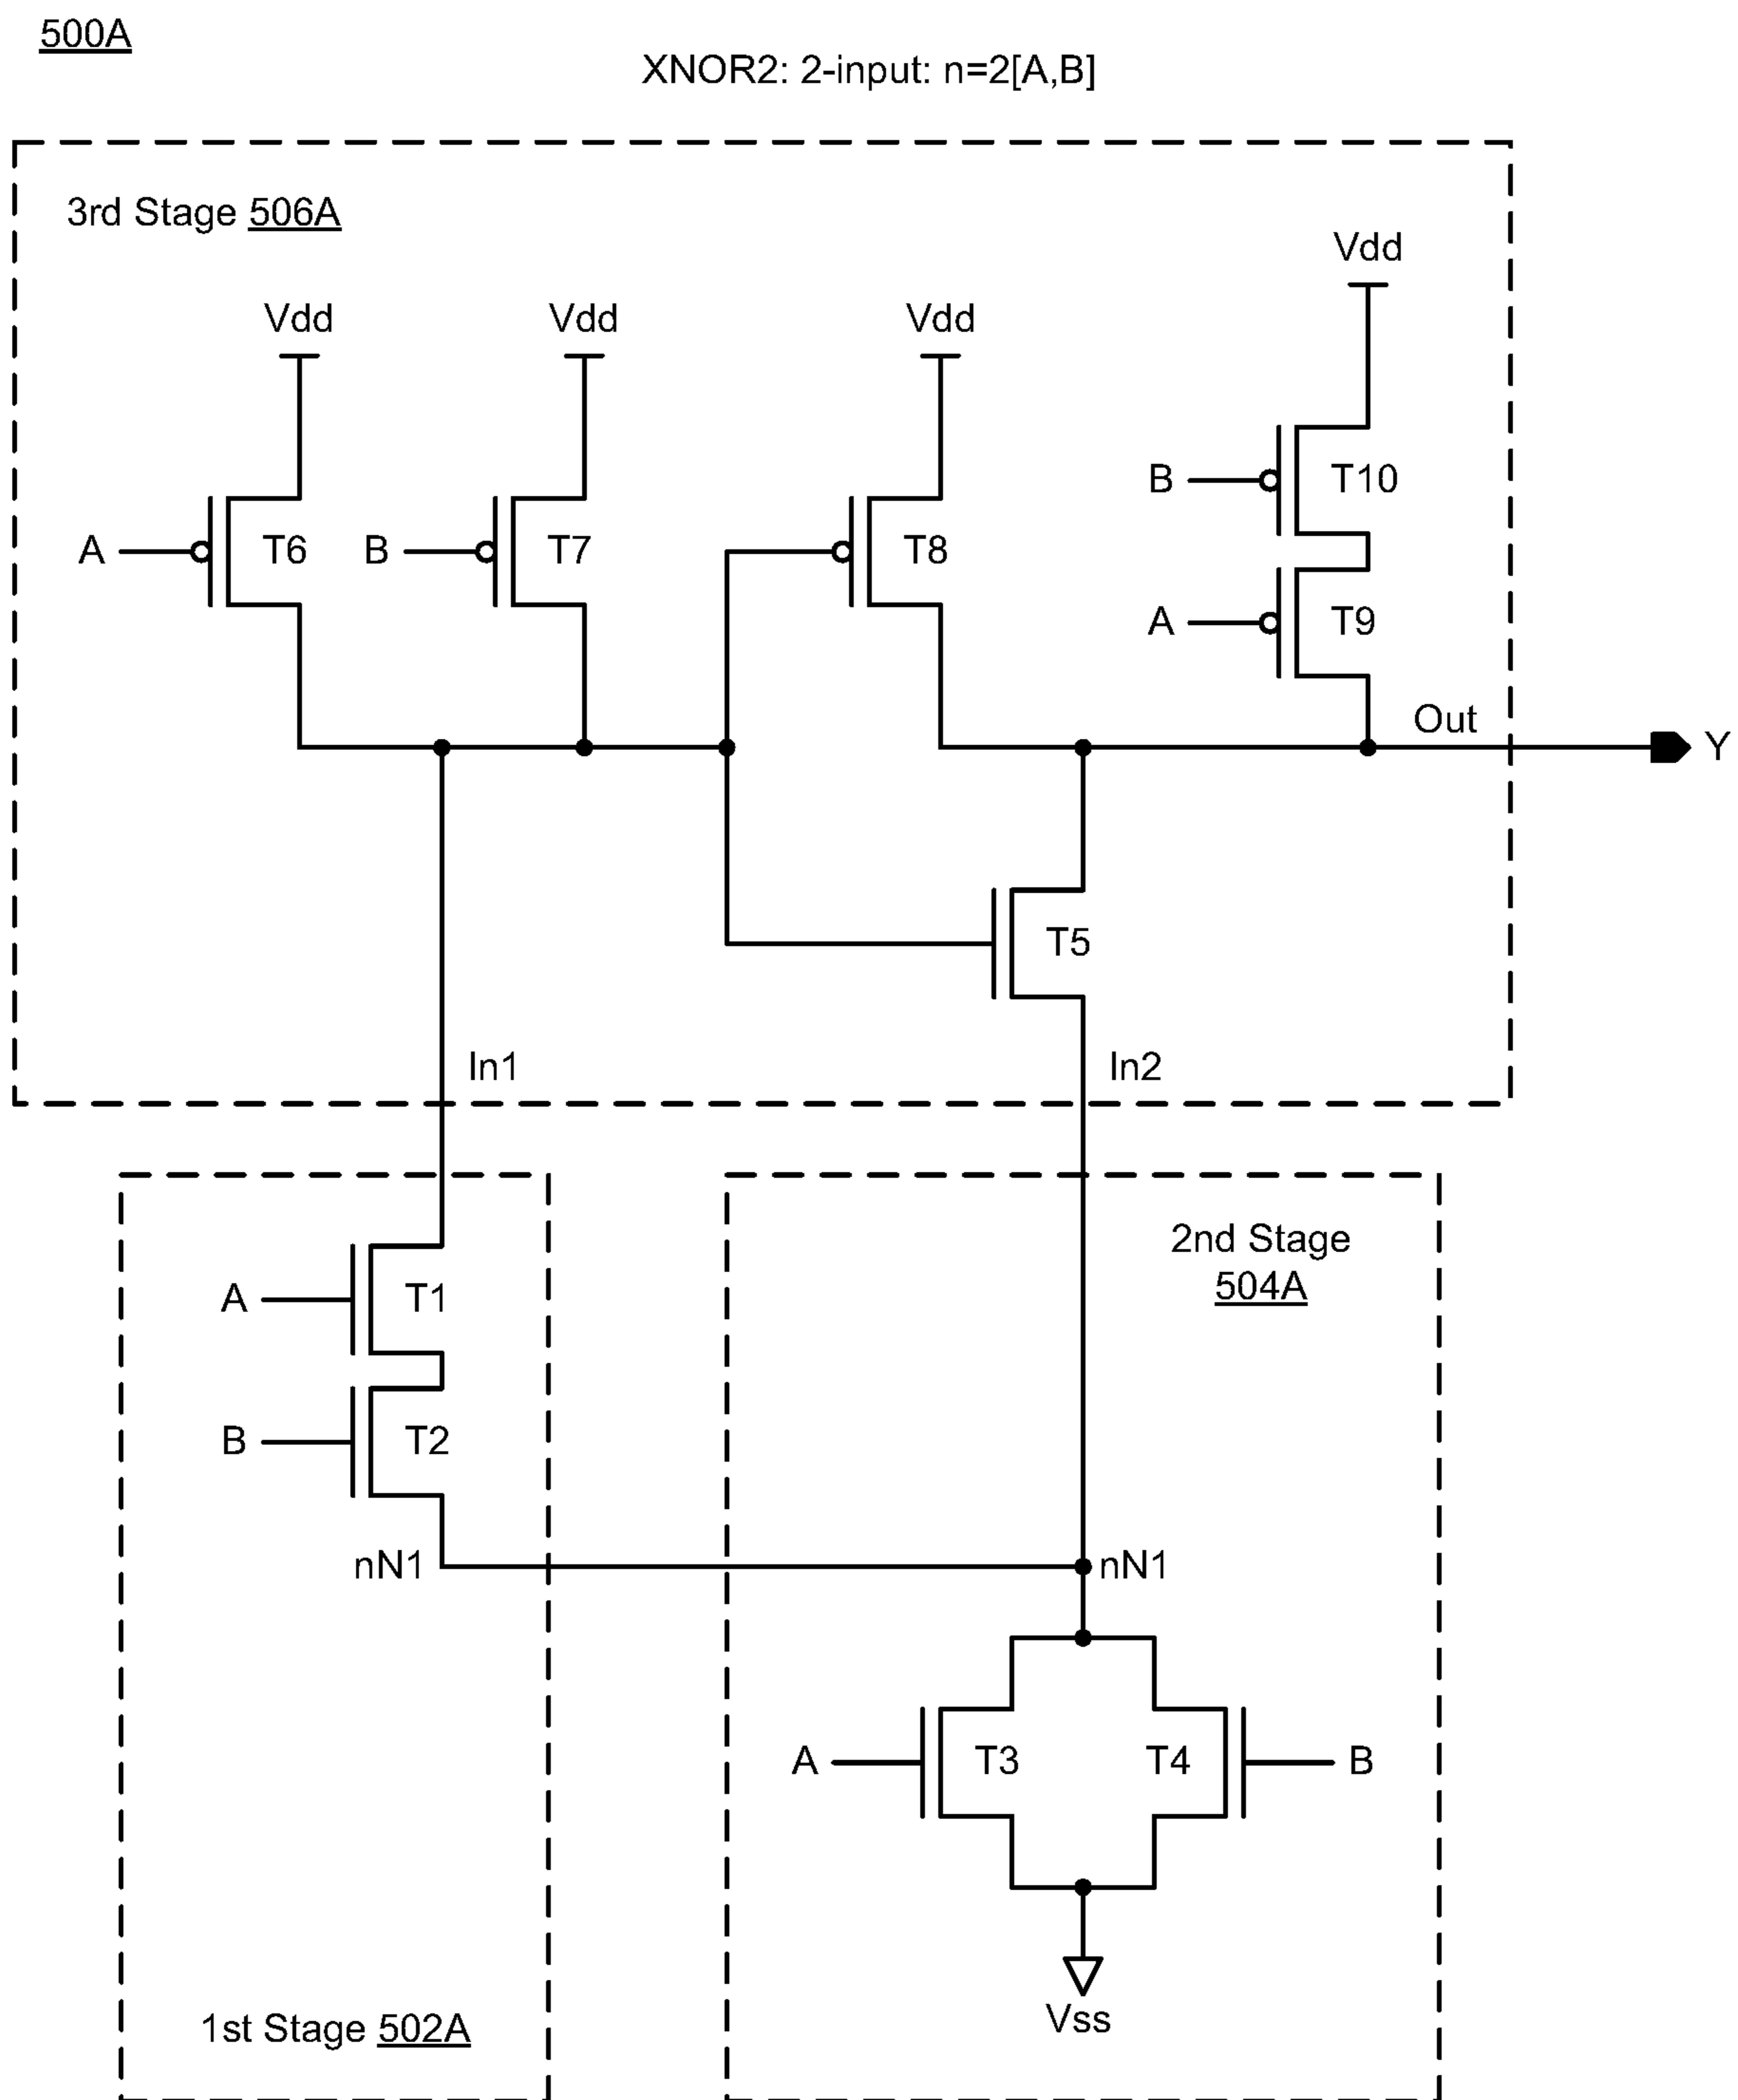 500A
XNOR2: 2-input: n=2[A,B]
3rd Stage 506A
Vdd
Vdd
Vdd
Vdd
B
T10
A
T6
B
T7
T8
A
T9
Out
Y
T5
In1
In2
2nd Stage
504A
A
T1
B
T2
nN1
nN1
A
T3
T4
B
Vss
1st Stage 502A